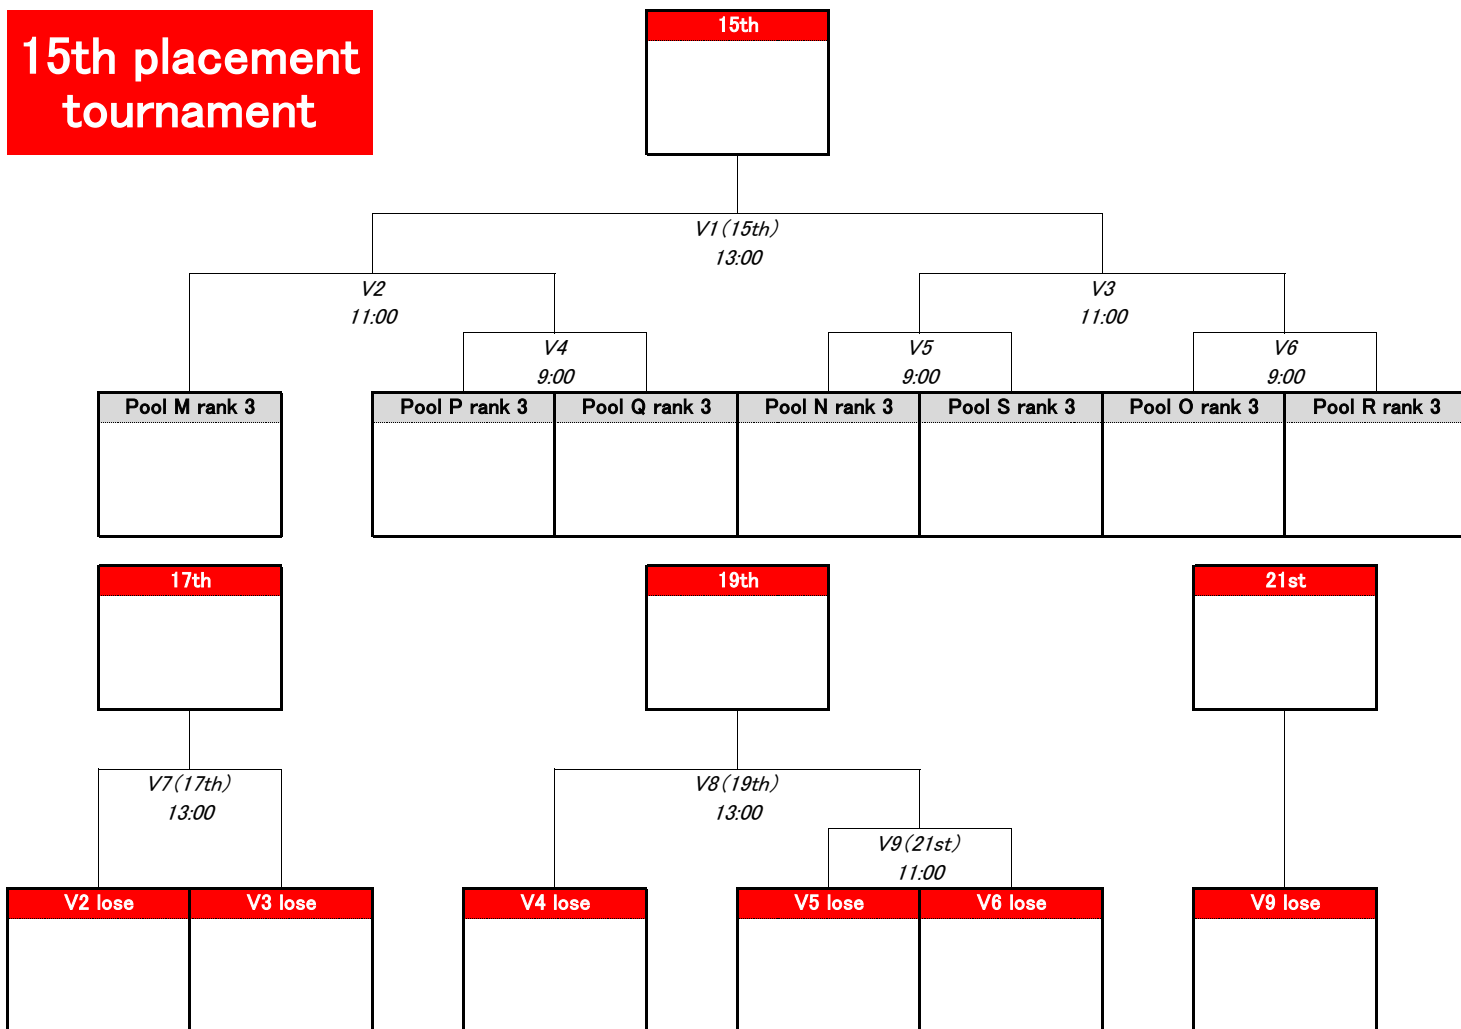 15th placement
tournament
15th
V1(15th)
13:00
V2
11:00
V3
11:00
V4
9:00
V5
9:00
V6
9:00
Pool M rank 3
Pool P rank 3
Pool Q rank 3
Pool N rank 3
Pool S rank 3
Pool O rank 3
Pool R rank 3
17th
19th
21st
V7(17th)
13:00
V8(19th)
13:00
V9(21st)
11:00
V2 lose
V3 lose
V4 lose
V5 lose
V6 lose
V9 lose